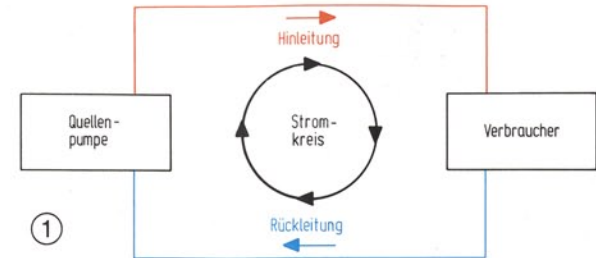 Hinleitung
Quellen-
pumpe
Strom-
kreis
Verbraucher
Rückleitung
1